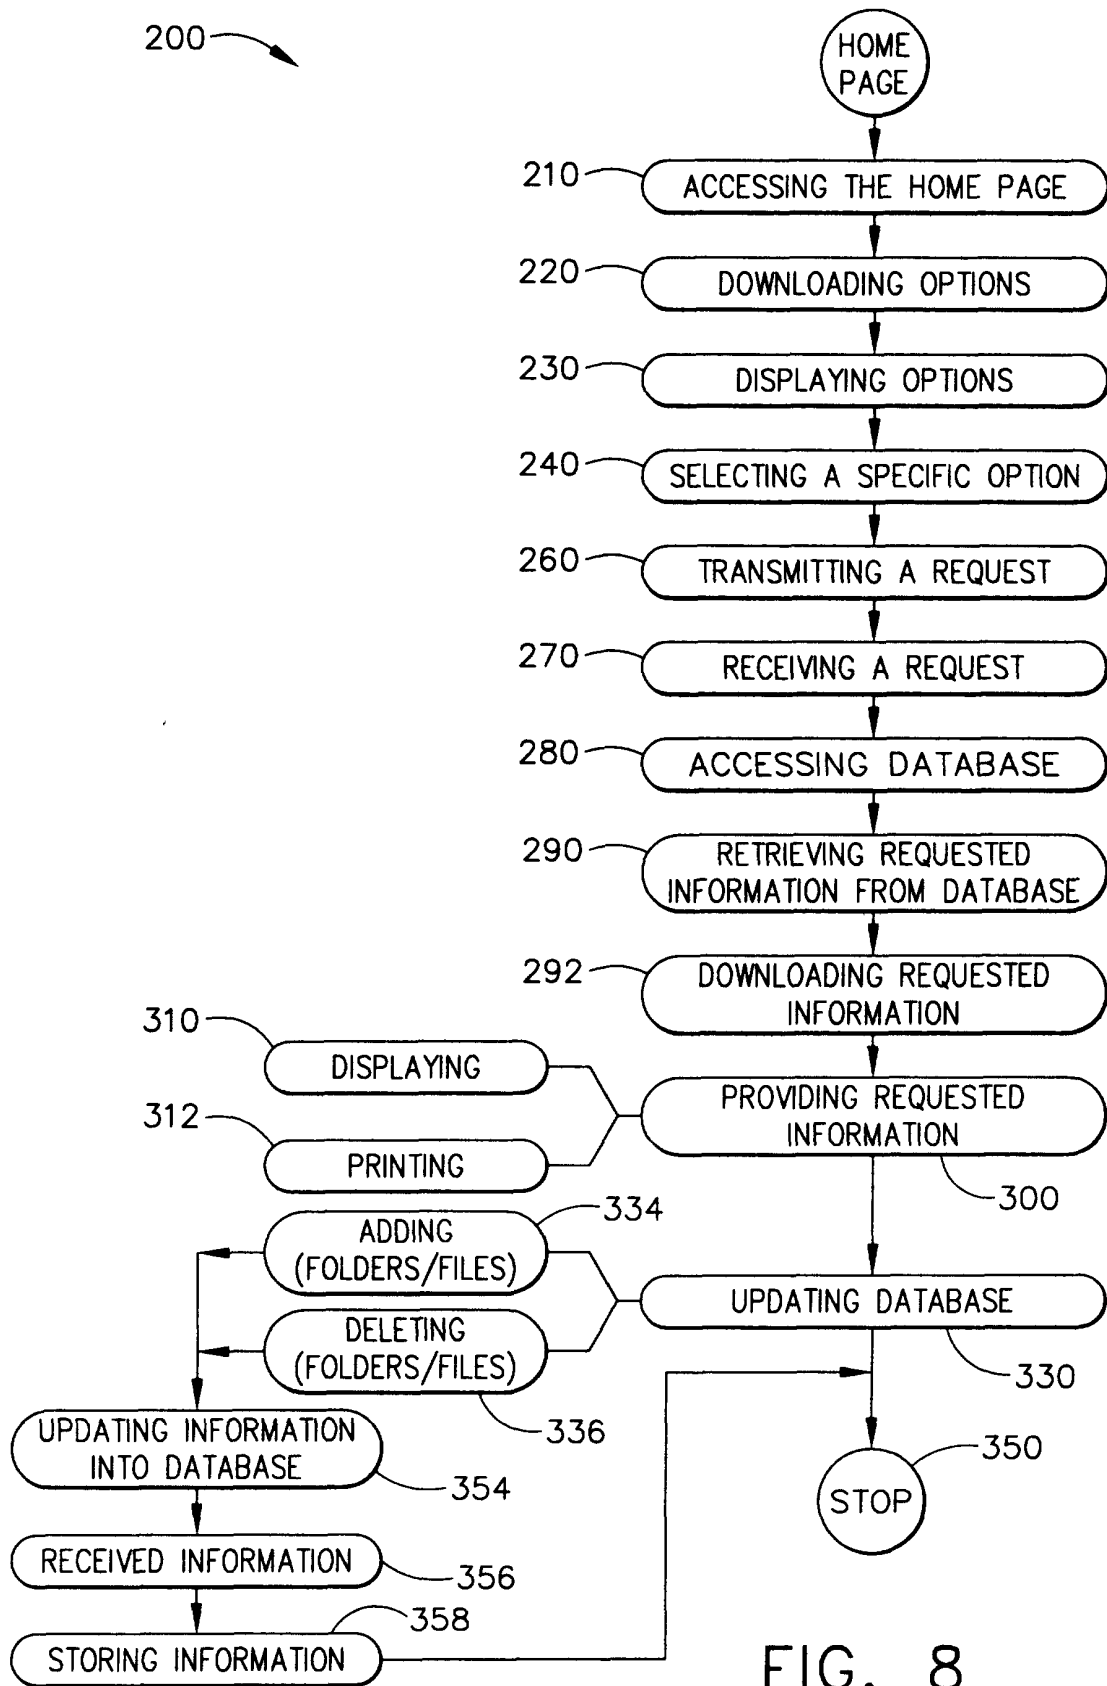 200
HOME
PAGE
210
ACCESSING THE HOME PAGE
220
DOWNLOADING OPTIONS
230
DISPLAYING OPTIONS
240
SELECTING A SPECIFIC OPTION
260
TRANSMITTING A REQUEST
270
RECEIVING A REQUEST
280
ACCESSING DATABASE
290
RETRIEVING REQUESTED
INFORMATION FROM DATABASE
292
DOWNLOADING REQUESTED
INFORMATION
310
DISPLAYING
312
PRINTING
PROVIDING REQUESTED
INFORMATION
300
334
ADDING
(FOLDERS/FILES)
DELETING
(FOLDERS/FILES)
336
UPDATING DATABASE
330
UPDATING INFORMATION
INTO DATABASE
354
350
STOP
RECEIVED INFORMATION
356
358
STORING INFORMATION
FIG. 8